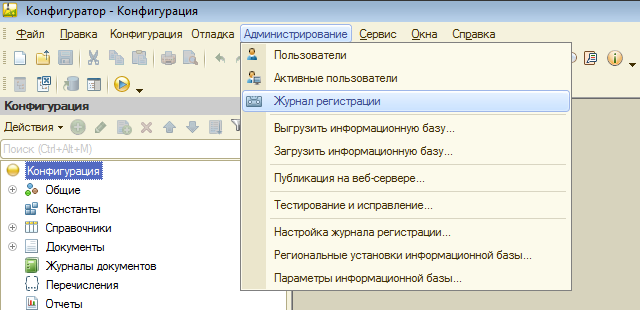 Конфигуратор - Конфигурация
Файл Правка Конфигурация Отладка Администрирование Сервис Окна Справка
Пользователи
Активные пользователи
Журнал регистрации
Выгрузить информационную базу...
Загрузить информационную базу...
Публикация на веб-сервере...
Тестирование и исправление...
Настройка журнала регистрации...
Региональные установки информационной базы...
Параметры информационной базы...
Конфигурация
Действия
Поиск (Ctrl+Alt+M)
Конфигурация
Общие
Константы
Справочники
Документы
Журналы документов
Перечисления
Отчеты